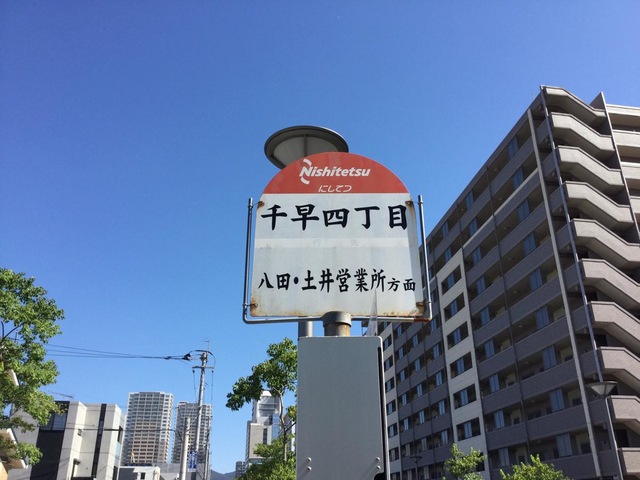 Nishitetsu
にしてつ
千早四丁目
八田・土井営業所方面